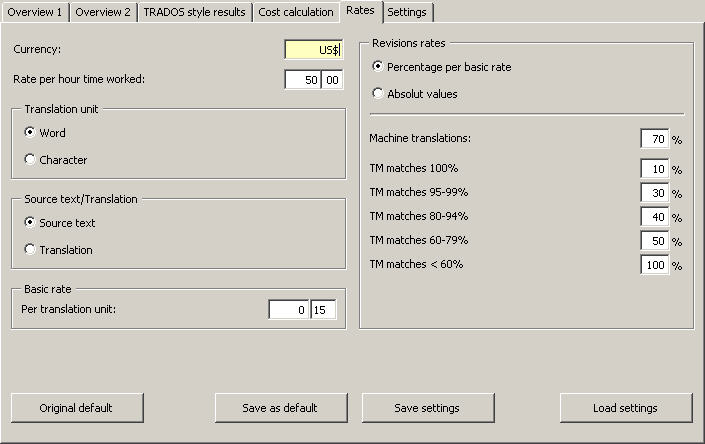 Overview 1 Overview 2 TRADOS style results Cost calculation Rates Settings
Currency: US$
Rate per hour time worked: 50 00
Translation unit
Word
Character
Source text/Translation
Source text
Translation
Basic rate
Per translation unit: 0 15
Revisions rates
Percentage per basic rate
Absolut values
Machine translations: 70 %
TM matches 100% 10 %
TM matches 95-99% 30 %
TM matches 80-94% 40 %
TM matches 60-79% 50 %
TM matches < 60% 100 %
Original default Save as default Save settings Load settings